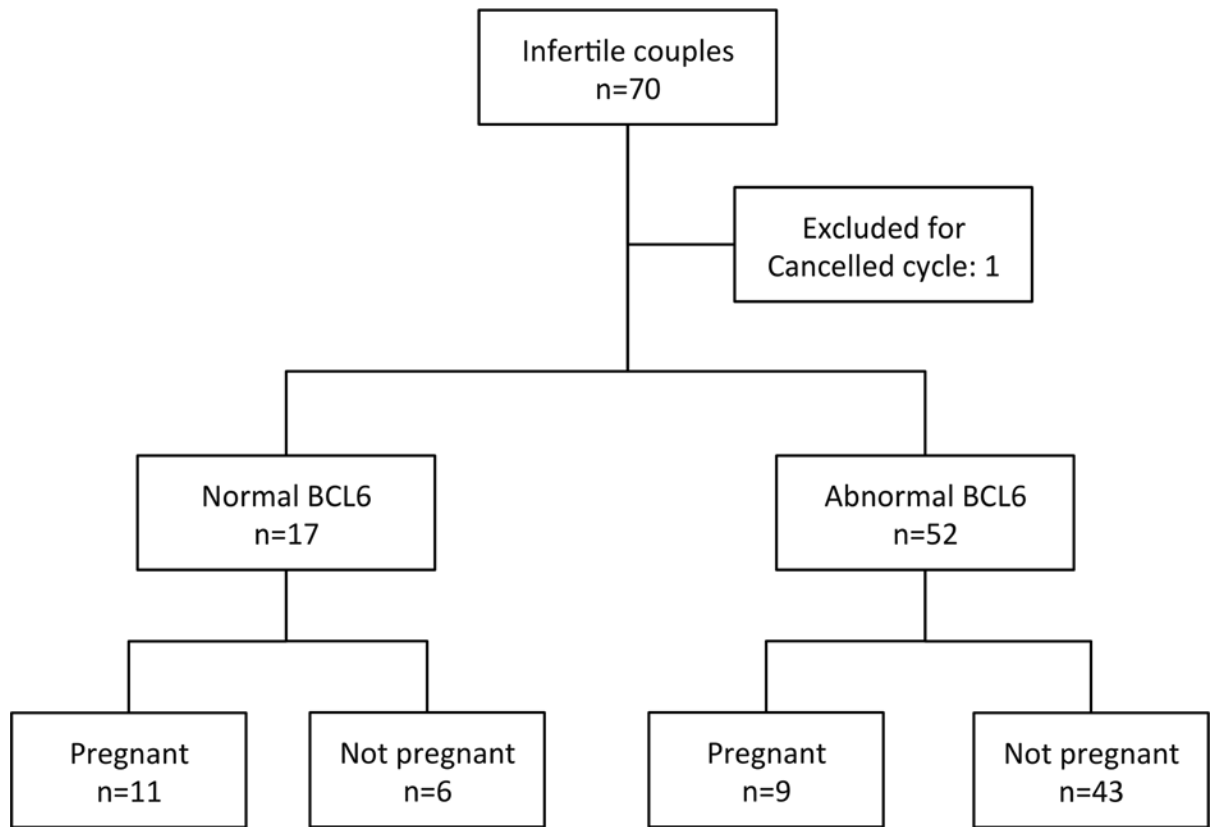 Infertile couples
n=70
Excluded for
Cancelled cycle: 1
Normal BCL6
n=17
Abnormal BCL6
n=52
Pregnant
n=11
Not pregnant
n=6
Pregnant
n=9
Not pregnant
n=43